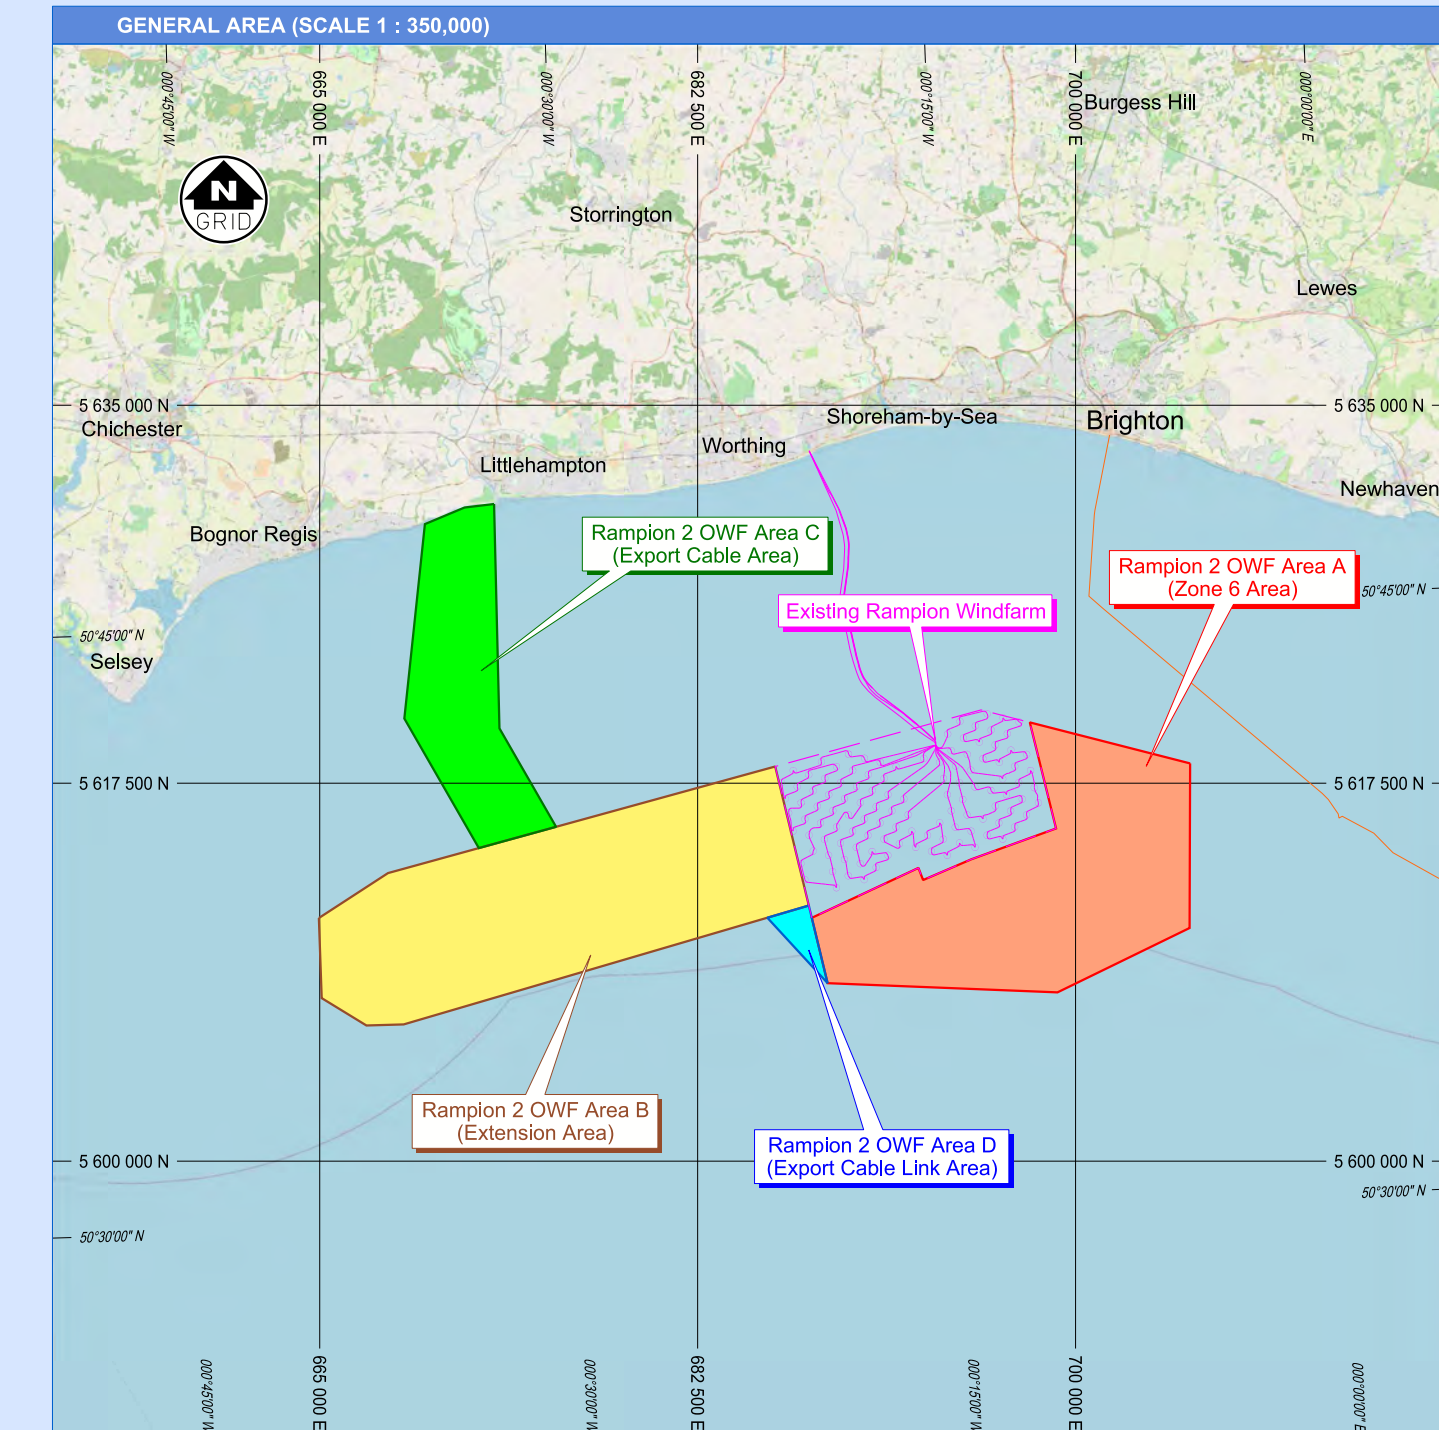 GENERAL AREA (SCALE 1 : 350,000)
000°45'00" W
665 000 E
000°30'00" W
682 500 E
000°15'00" W
700 000 E
000°00'00" E
Burgess Hill
N
GRID
Storrington
Lewes
5 635 000 N
5 635 000 N
Chichester
Shoreham-by-Sea
Brighton
Worthing
Littlehampton
Newhaven
Bognor Regis
Rampion 2 OWF Area C
(Export Cable Area)
Rampion 2 OWF Area A
(Zone 6 Area)
50°45'00" N
Existing Rampion Windfarm
50°45'00" N
Selsey
5 617 500 N
5 617 500 N
Rampion 2 OWF Area B
(Extension Area)
Rampion 2 OWF Area D
(Export Cable Link Area)
5 600 000 N
5 600 000 N
50°30'00" N
50°30'00" N
000°45'00" W
665 000 E
000°30'00" W
682 500 E
000°15'00" W
700 000 E
000°00'00" E